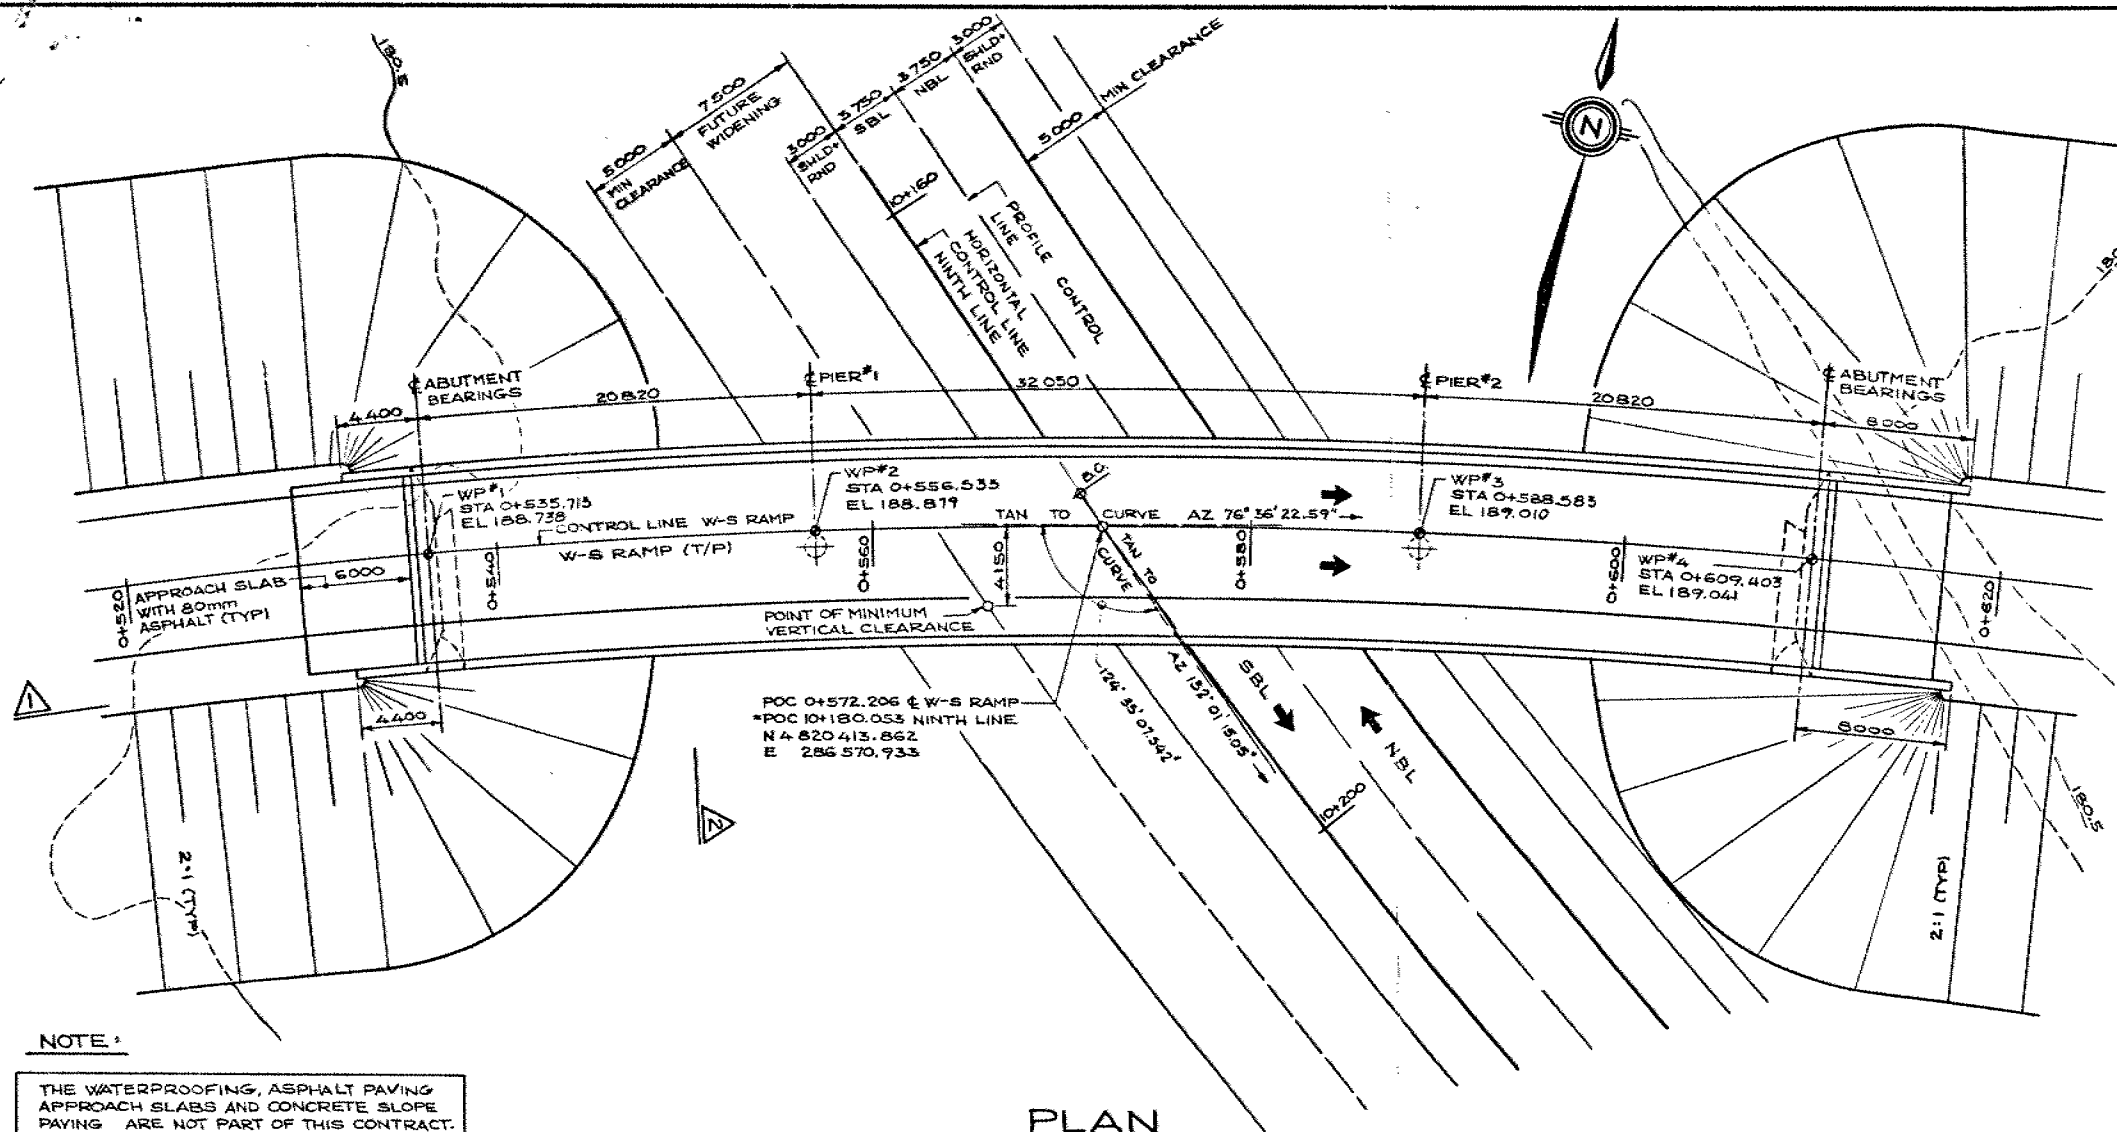 180.5
5000
MIN
CLEARANCE
7500
FUTURE
WIDENING
3000
SHLD+
RND
3750
SBL
3750
NBL
3000
SHLD+
RND
5000
MIN CLEARANCE
10+160
PROFILE CONTROL
LINE
HORIZONTAL
CONTROL LINE
NINTH LINE
N
℄ ABUTMENT
BEARINGS
4400
20820
℄ PIER #1
32050
℄ PIER #2
20820
℄ ABUTMENT
BEARINGS
8000
WP#1
STA 0+535.713
EL 188.738
WP#2
STA 0+556.535
EL 188.879
WP#3
STA 0+588.583
EL 189.010
WP#4
STA 0+609.403
EL 189.041
CONTROL LINE W-S RAMP
W-S RAMP (T/P)
TAN TO CURVE AZ 76° 36' 22.59"
TAN TO
CURVE
0+520
0+540
0+560
0+580
0+600
0+620
APPROACH SLAB
WITH 80mm
ASPHALT (TYP)
6000
4150
POINT OF MINIMUM
VERTICAL CLEARANCE
POC 0+572.206 ℄ W-S RAMP
*POC 10+180.053 NINTH LINE
N 4 820 413.862
E 286 570.933
124° 35' 07.542"
AZ 132° 01' 15.05"
SBL
NBL
10+200
4400
8000
1
2
2:1 (TYP)
2:1 (TYP)
180.5
NOTE:
THE WATERPROOFING, ASPHALT PAVING
APPROACH SLABS AND CONCRETE SLOPE
PAVING ARE NOT PART OF THIS CONTRACT.
PLAN